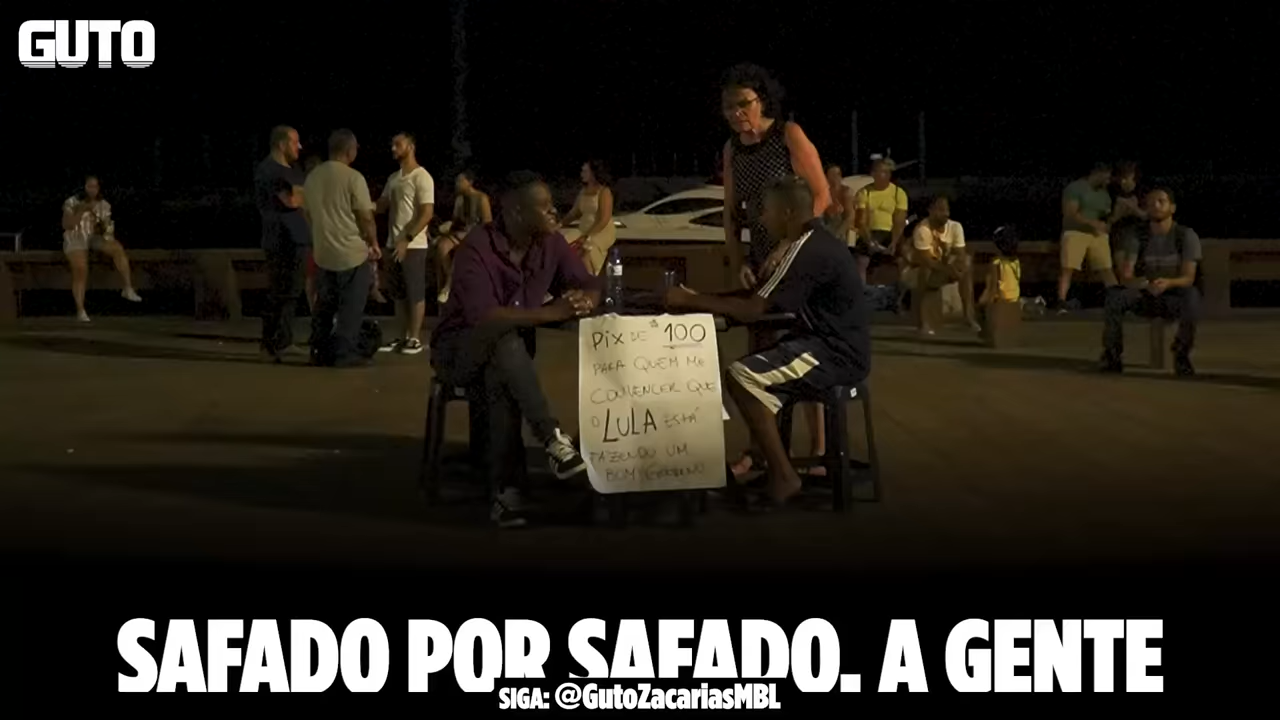 GUTO
PIX DE $100
PARA QUEM ME
CONVENCER QUE
O LULA ESTÁ
FAZENDO UM
BOM GOVERNO
SAFADO POR SAFADO. A GENTE
SIGA: @GutoZacariasMBL